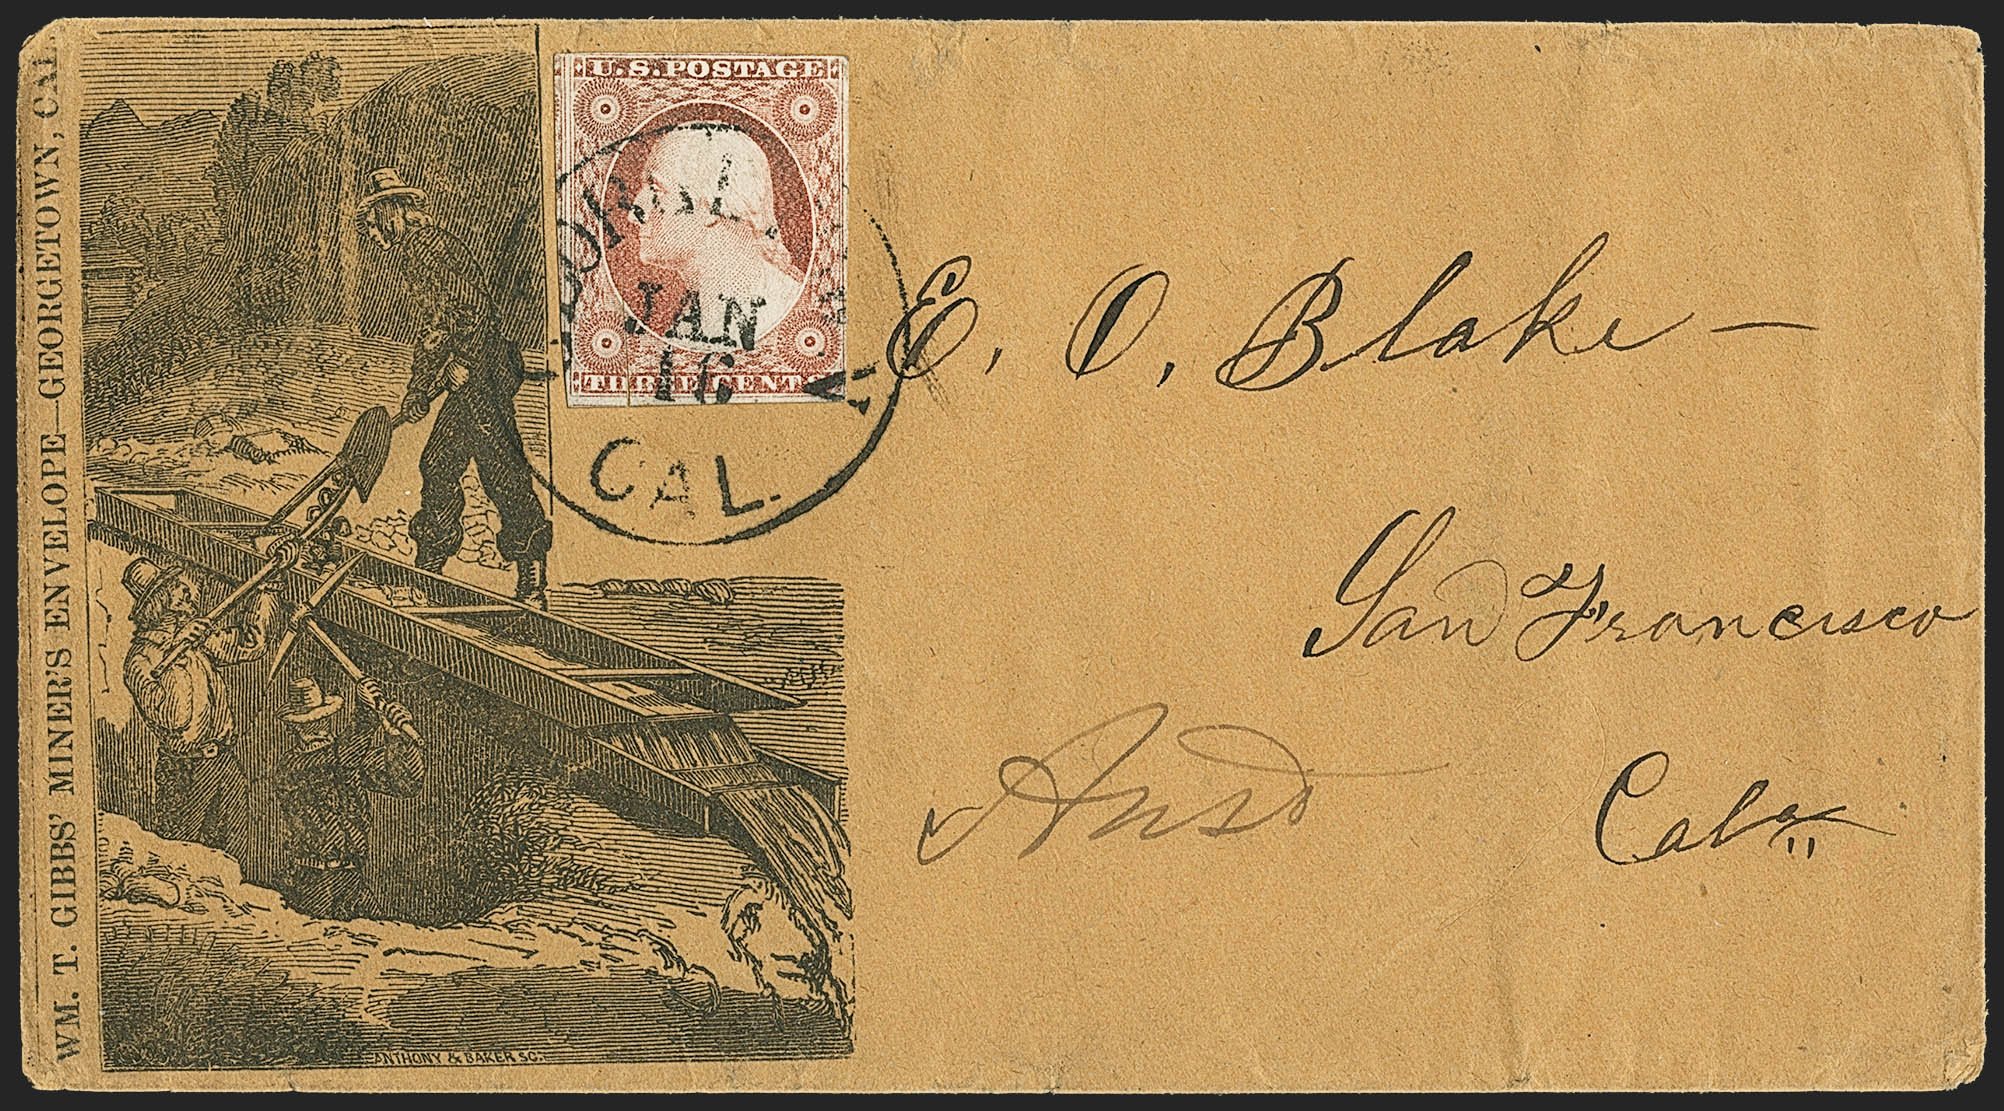 WM. T. GIBBS' MINER'S ENVELOPE—GEORGETOWN, CAL
U.S. POSTAGE
THREE CENTS
JAN
16
CAL.
E. O. Blake —
San Francisco
Cala
Ansd
ANTHONY & BAKER SC.